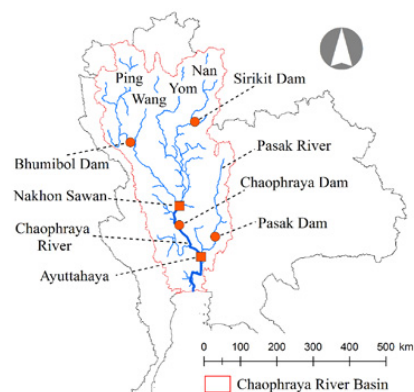 Ping
Nan
Wang
Yom
Sirikit Dam
Pasak River
Bhumibol Dam
Nakhon Sawan
Chaophraya Dam
Chaophraya
River
Pasak Dam
Ayuttahaya
0 100 200 300 400 500 km
Chaophraya River Basin